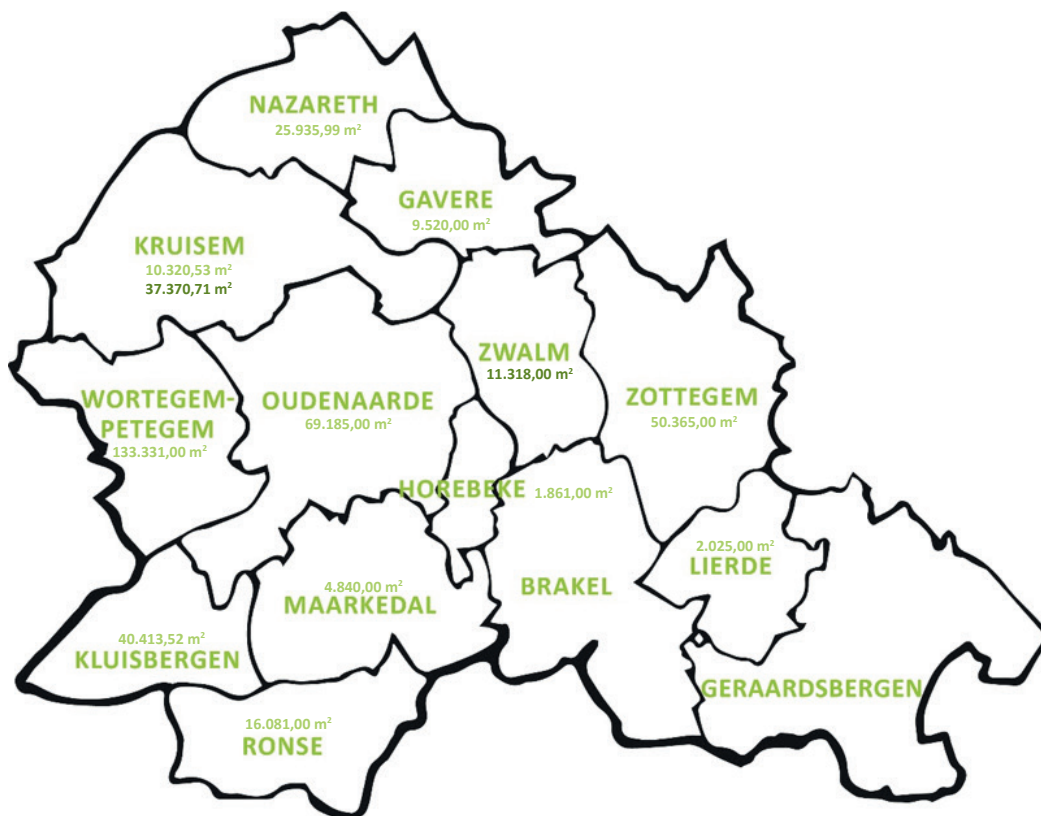 NAZARETH
25.935,99 m²
GAVERE
9.520,00 m²
KRUISEM
10.320,53 m²
37.370,71 m²
ZWALM
11.318,00 m²
WORTEGEM-
PETEGEM
133.331,00 m²
OUDENAARDE
69.185,00 m²
ZOTTEGEM
50.365,00 m²
HOREBEKE
1.861,00 m²
2.025,00 m²
LIERDE
4.840,00 m²
MAARKEDAL
BRAKEL
40.413,52 m²
KLUISBERGEN
GERAARDSBERGEN
16.081,00 m²
RONSE